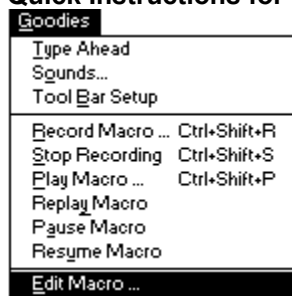 Quick Instructions for
Goodies
Type Ahead
Sounds...
Tool Bar Setup
Record Macro ... Ctrl+Shift+R
Stop Recording Ctrl+Shift+S
Play Macro ... Ctrl+Shift+P
Replay Macro
Pause Macro
Resume Macro
Edit Macro ...